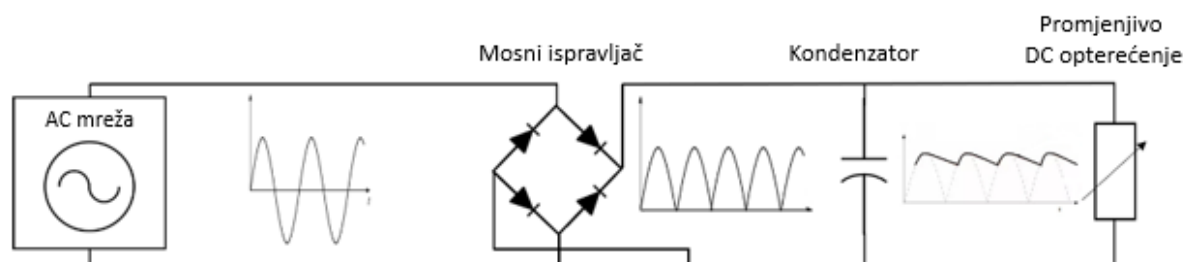 Promjenjivo
Mosni ispravljač
Kondenzator
DC opterećenje
AC mreža